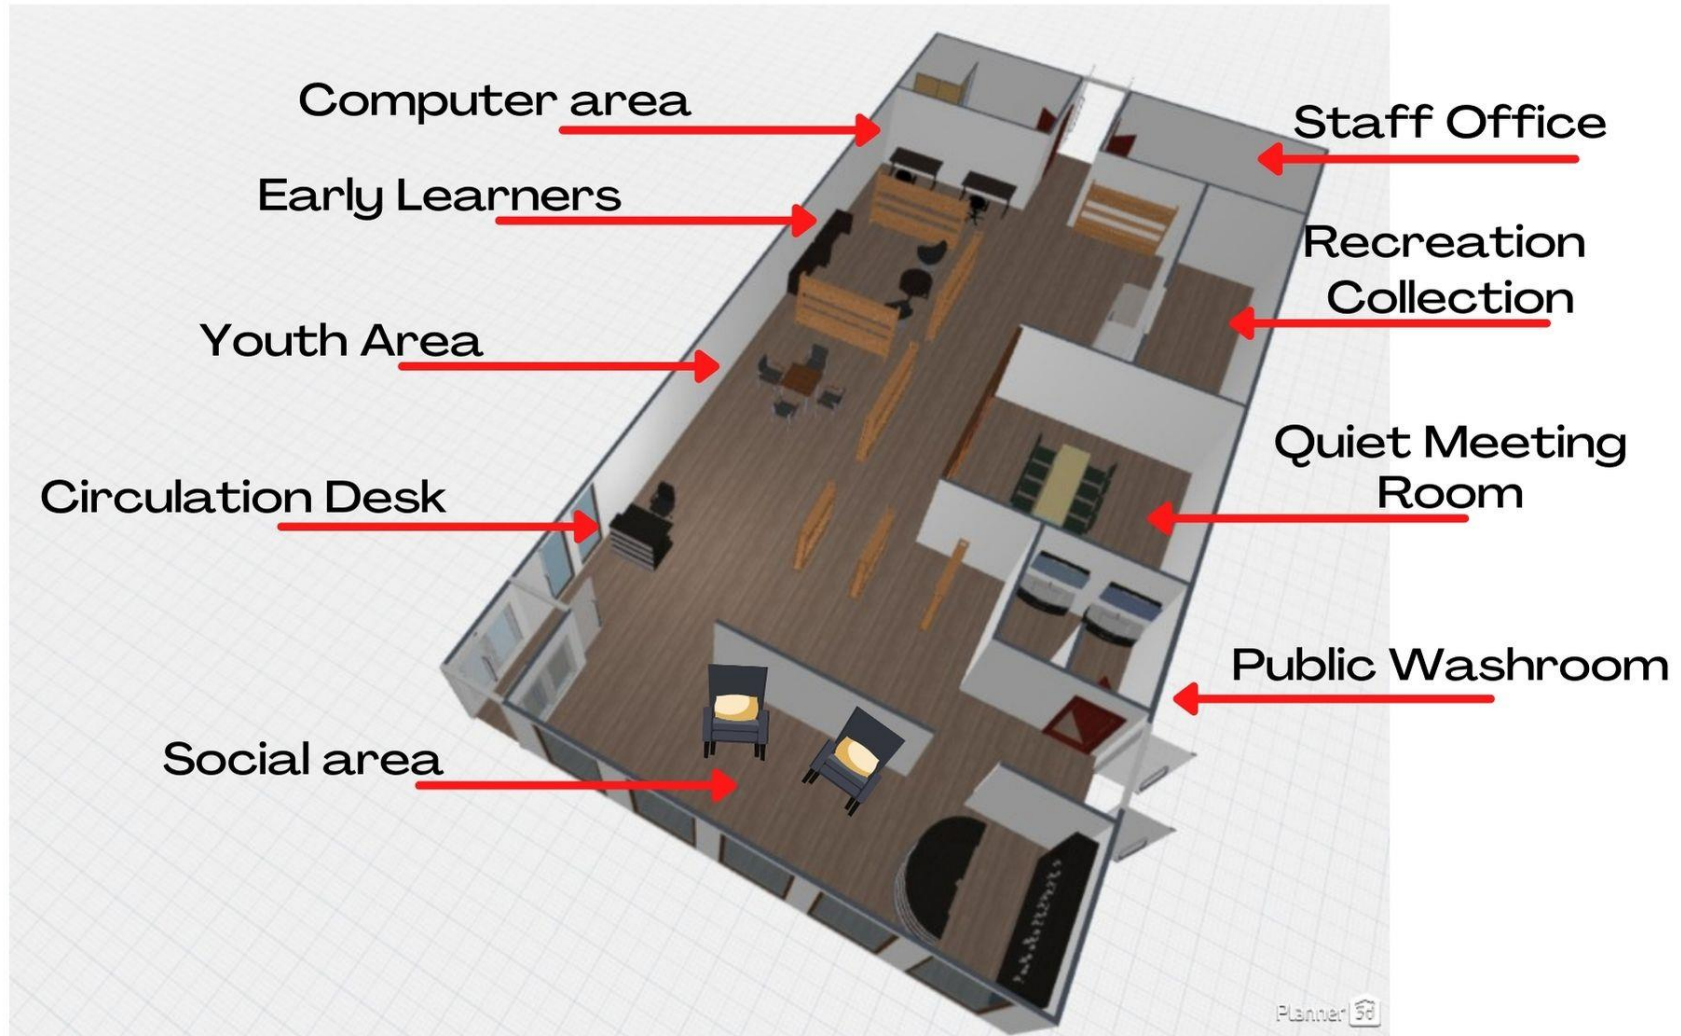 Computer area
Staff Office
Early Learners
Recreation
Collection
Youth Area
Quiet Meeting
Room
Circulation Desk
Public Washroom
Social area
Planner 3d